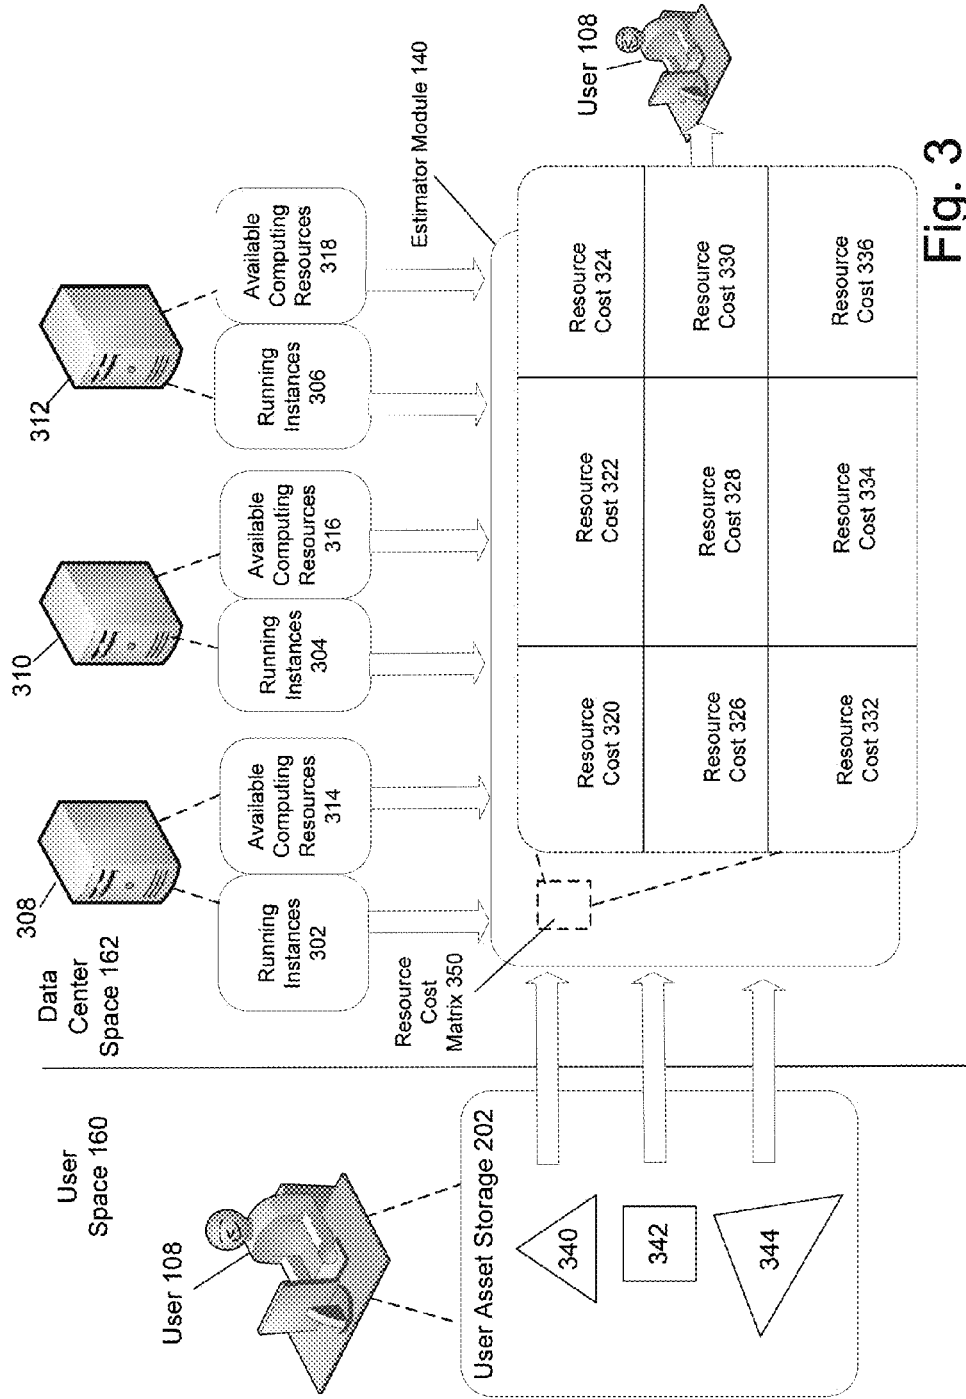 User
Space 160
Data
Center
Space 162
308
310
312
User 108
Running
Instances
302
Available
Computing
Resources
314
Running
Instances
304
Available
Computing
Resources
316
Running
Instances
306
Available
Computing
Resources
318
Resource
Cost
Matrix 350
Estimator Module 140
User Asset Storage 202
340
342
344
Resource
Cost 320
Resource
Cost 322
Resource
Cost 324
Resource
Cost 326
Resource
Cost 328
Resource
Cost 330
Resource
Cost 332
Resource
Cost 334
Resource
Cost 336
User 108
Fig. 3